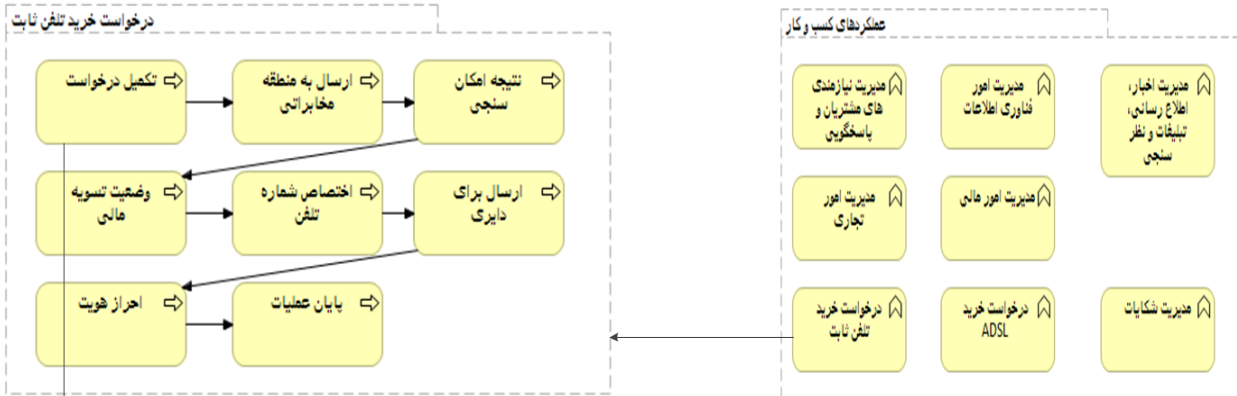 درخواست خرید تلفن ثابت
تکمیل درخواست
ارسال به منطقه
مخابراتی
نتیجه امکان
سنجی
وضعیت تسویه
مالی
اختصاص شماره
تلفن
ارسال برای
دایری
احراز هویت
پایان عملیات
عملکردهای کسب و کار
مدیریت نیازمندی
های مشتریان و
پاسخگویی
مدیریت امور
فناوری اطلاعات
مدیریت اخبار،
اطلاع رسانی،
تبلیغات و نظر
سنجی
مدیریت امور
تجاری
مدیریت امور مالی
درخواست خرید
تلفن ثابت
درخواست خرید
ADSL
مدیریت شکایات